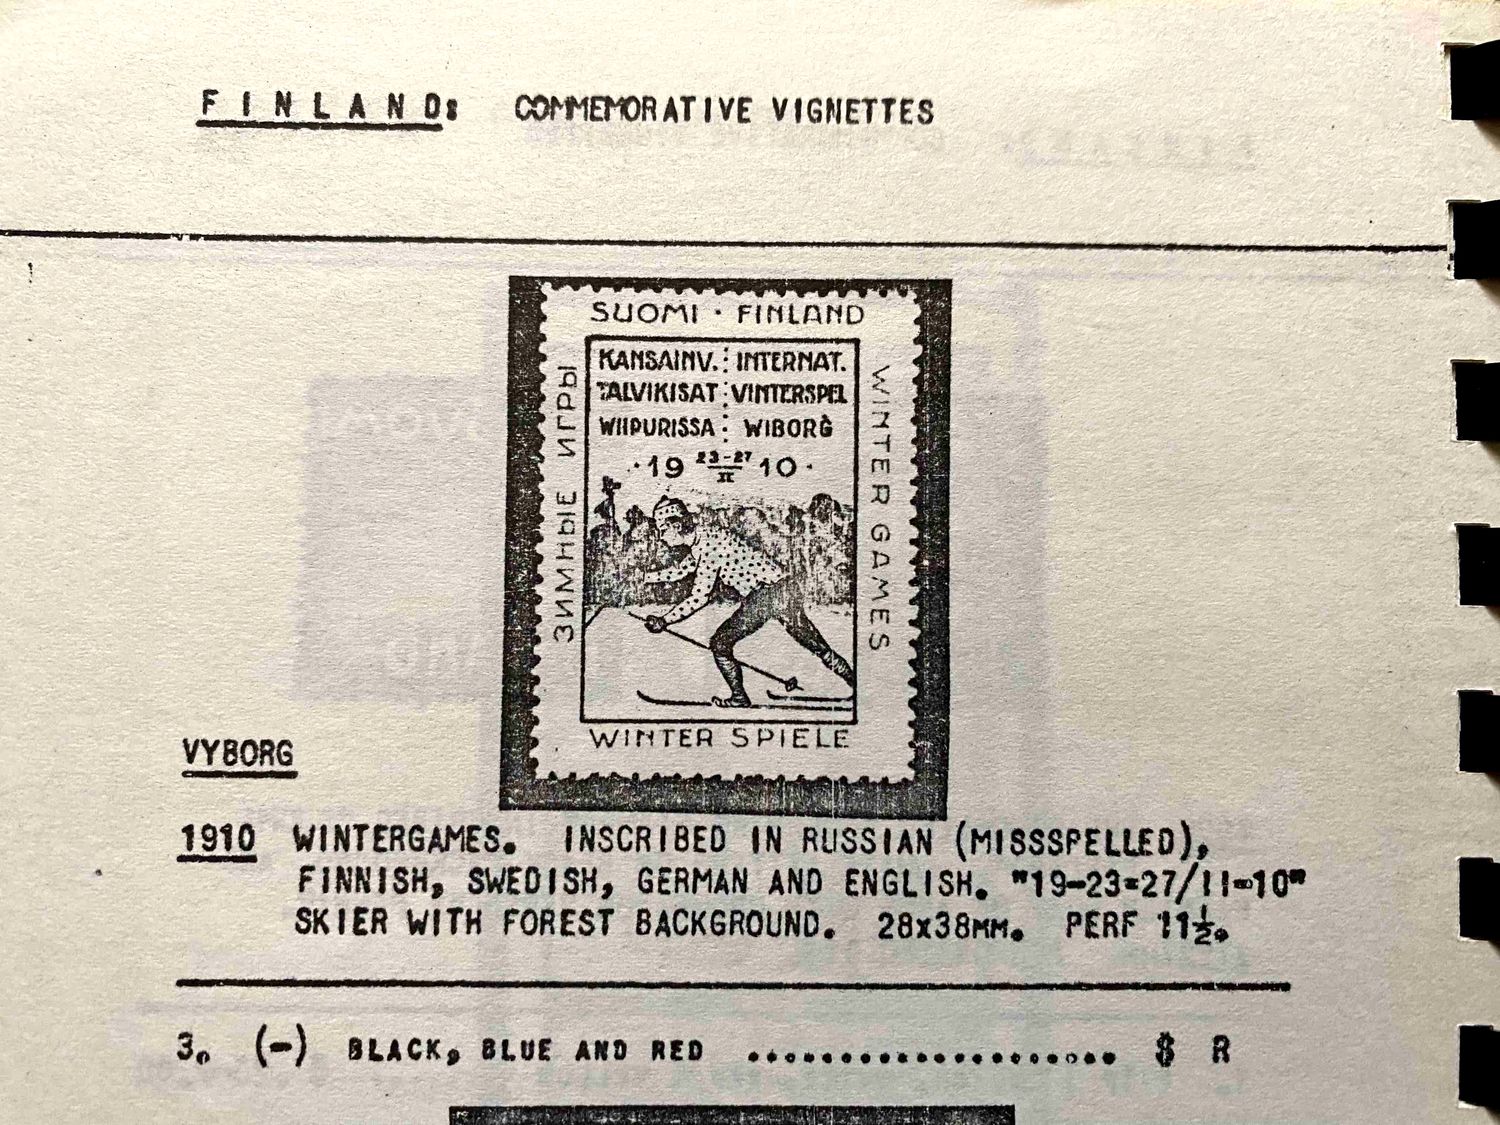 FINLAND: COMMEMORATIVE VIGNETTES
SUOMI · FINLAND
KANSAINV. : INTERNAT.
TALVIKISAT : VINTERSPEL
WIIPURISSA : WIBORG
· 19 23-27/II 10 ·
ЗИМНЫЕ ИГРЫ
WINTER GAMES
WINTER SPIELE
VYBORG
1910 WINTERGAMES. INSCRIBED IN RUSSIAN (MISSSPELLED),
FINNISH, SWEDISH, GERMAN AND ENGLISH. "19-23-27/II-10"
SKIER WITH FOREST BACKGROUND. 28x38MM. PERF 11½.
3. (-) BLACK, BLUE AND RED .................... $ R